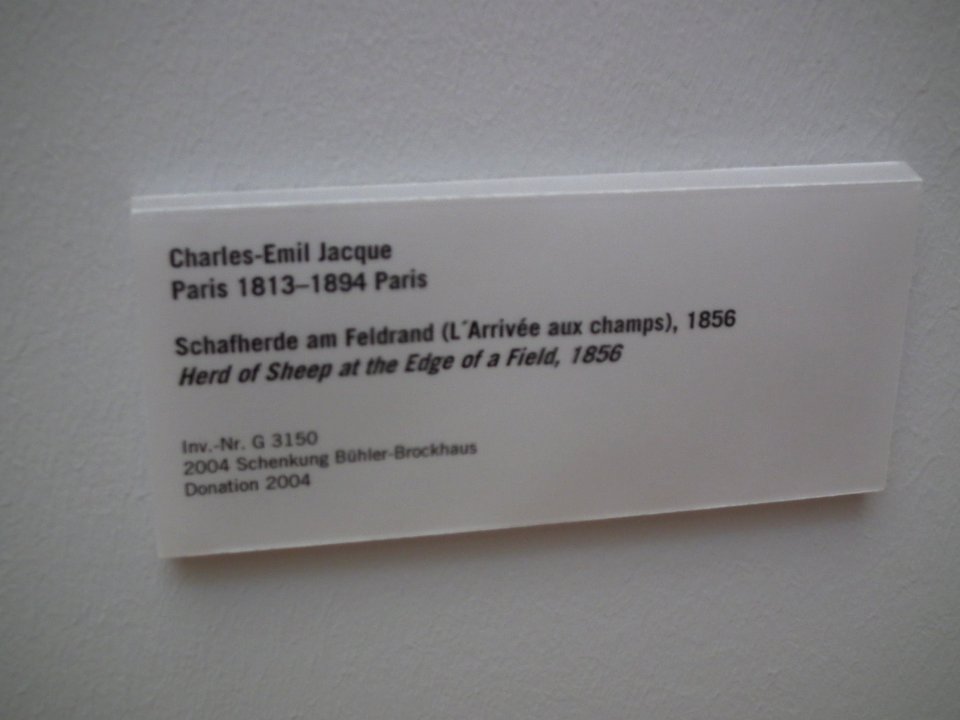 Charles-Emil Jacque
Paris 1813–1894 Paris
Schafherde am Feldrand (L´Arrivée aux champs), 1856
Herd of Sheep at the Edge of a Field, 1856
Inv.-Nr. G 3150
2004 Schenkung Bühler-Brockhaus
Donation 2004